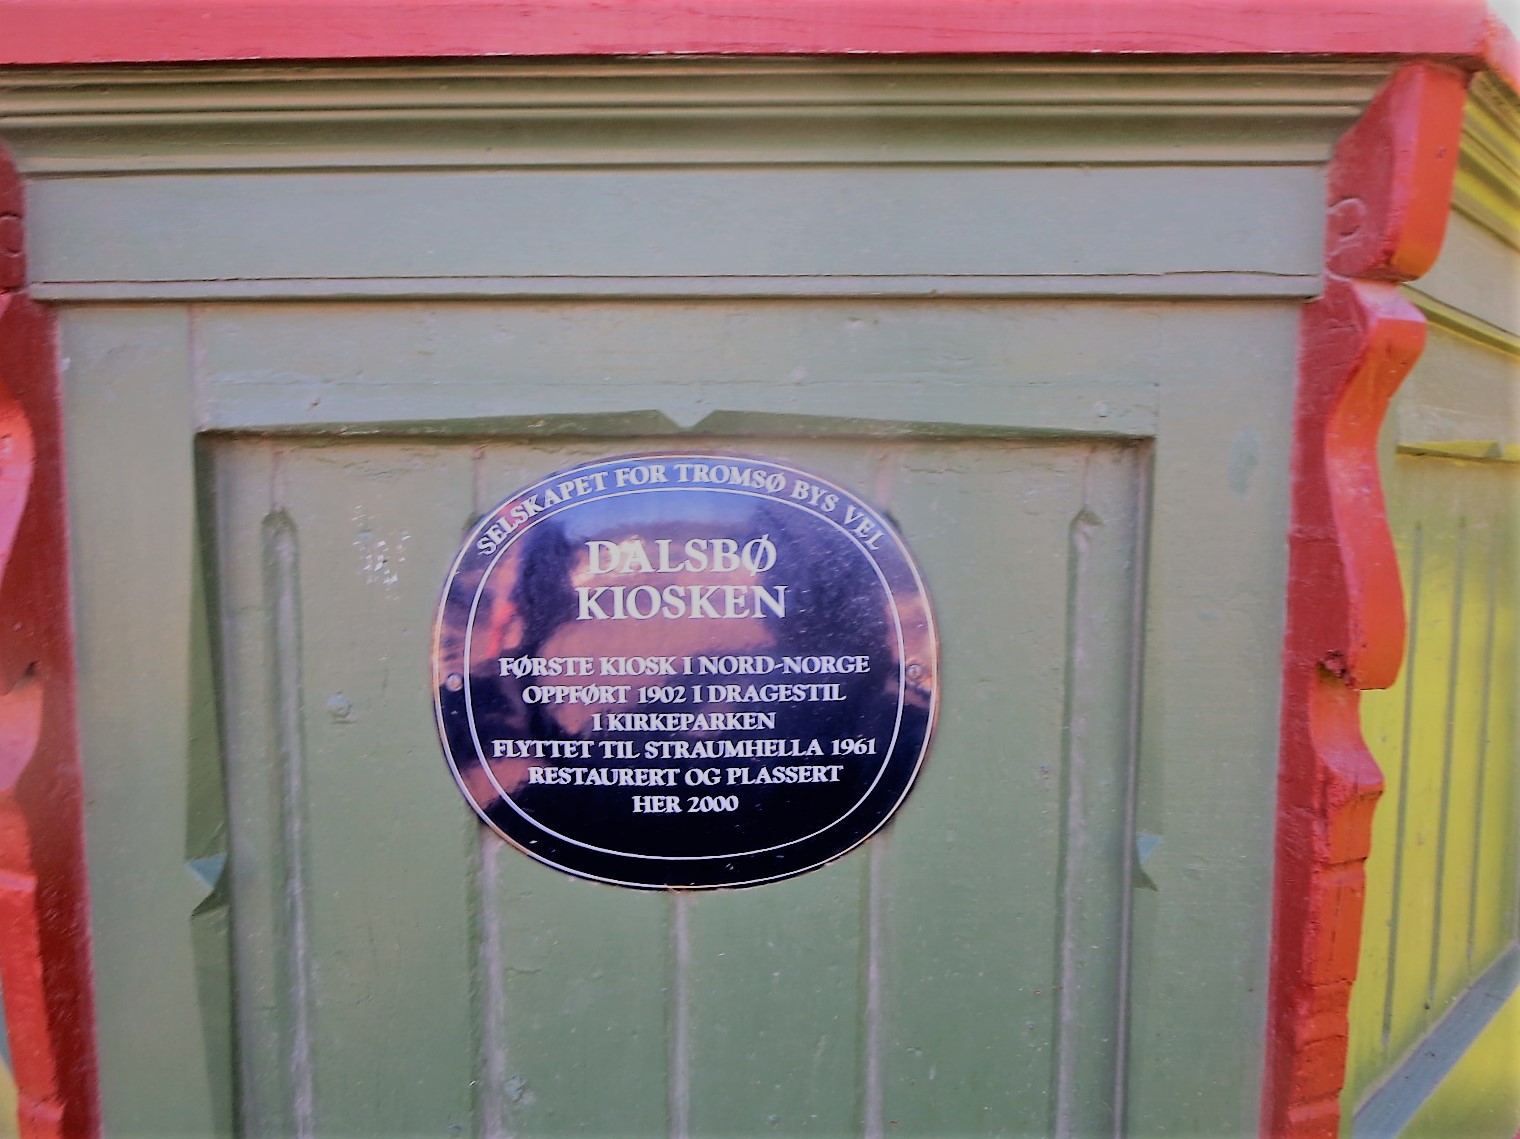 SELSKAPET FOR TROMSØ BYS VEL
DALSBØ
KIOSKEN
FØRSTE KIOSK I NORD-NORGE
OPPFØRT 1902 I DRAGESTIL
I KIRKEPARKEN
FLYTTET TIL STRAUMHELLA 1961
RESTAURERT OG PLASSERT
HER 2000